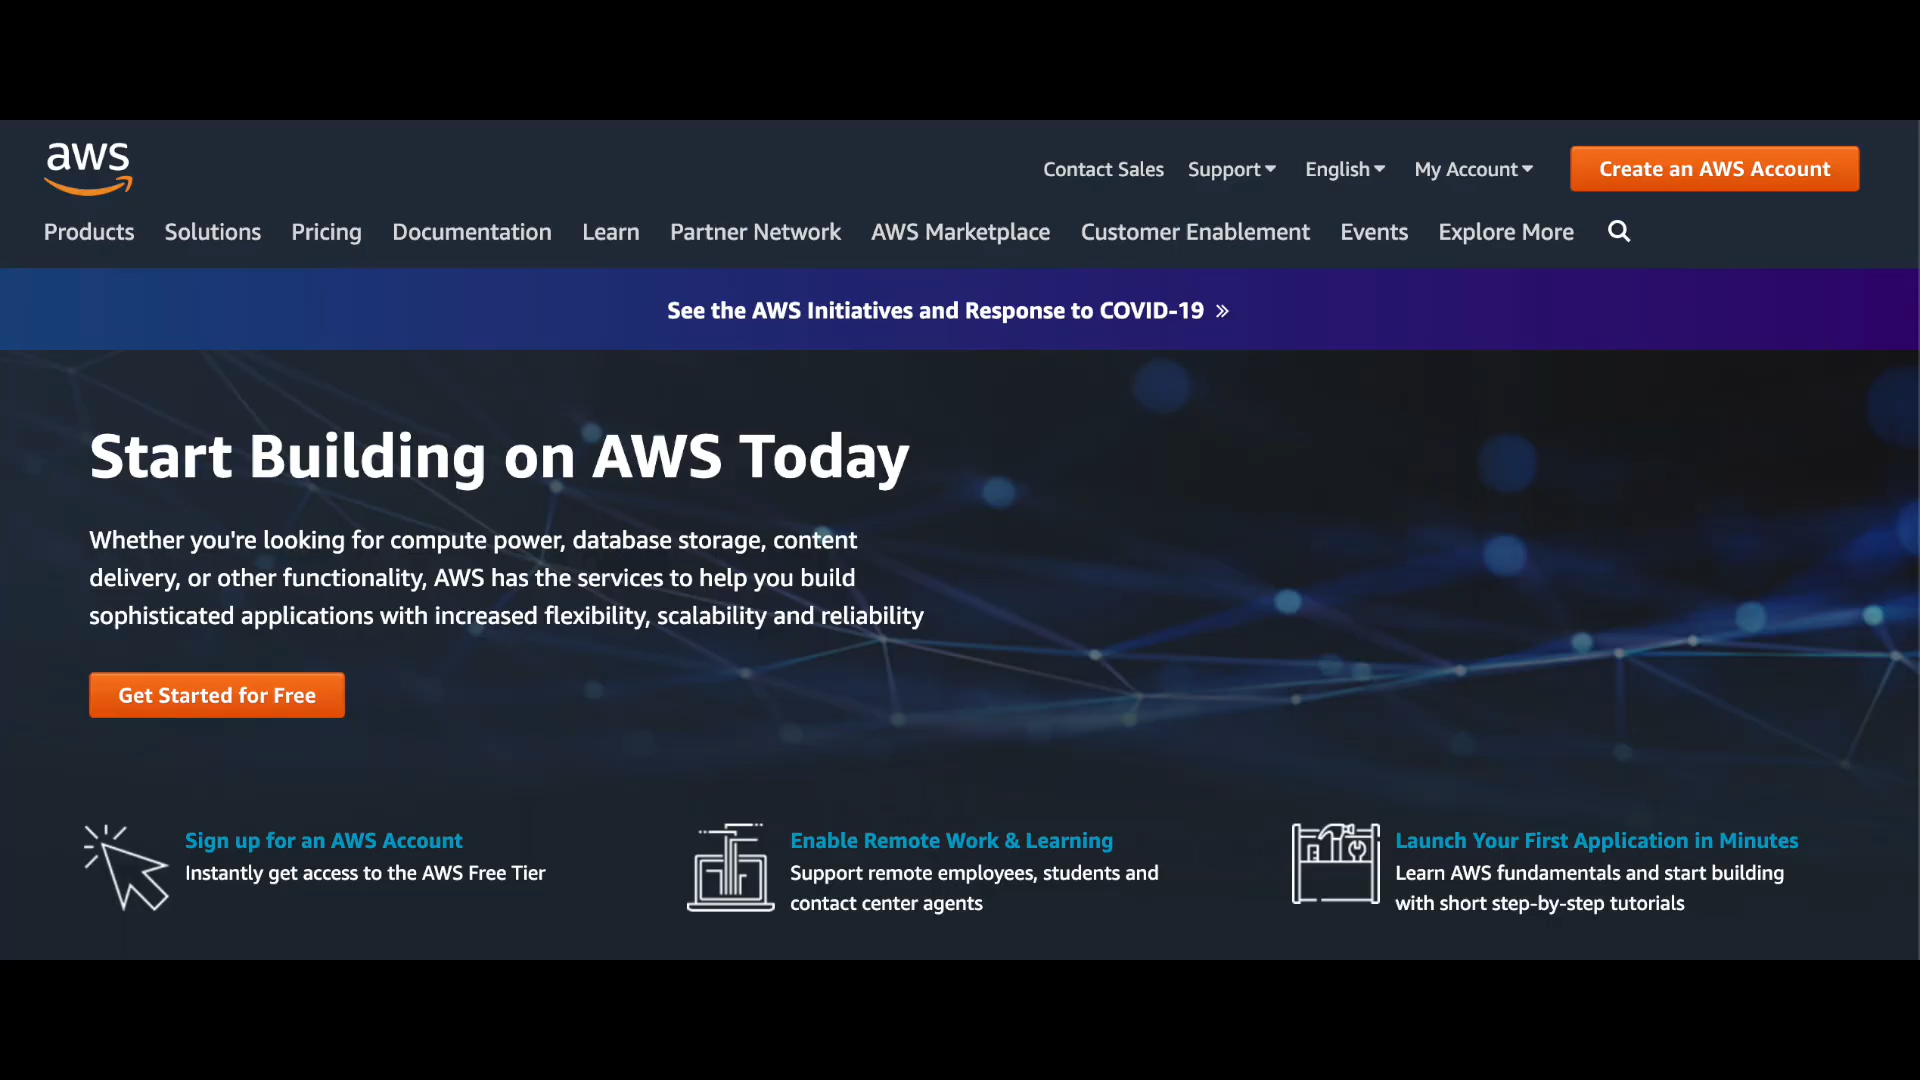 aws
Contact Sales Support English My Account Create an AWS Account
Products Solutions Pricing Documentation Learn Partner Network AWS Marketplace Customer Enablement Events Explore More
See the AWS Initiatives and Response to COVID-19 »
Start Building on AWS Today
Whether you're looking for compute power, database storage, content
delivery, or other functionality, AWS has the services to help you build
sophisticated applications with increased flexibility, scalability and reliability
Get Started for Free
Sign up for an AWS Account
Instantly get access to the AWS Free Tier
Enable Remote Work & Learning
Support remote employees, students and
contact center agents
Launch Your First Application in Minutes
Learn AWS fundamentals and start building
with short step-by-step tutorials